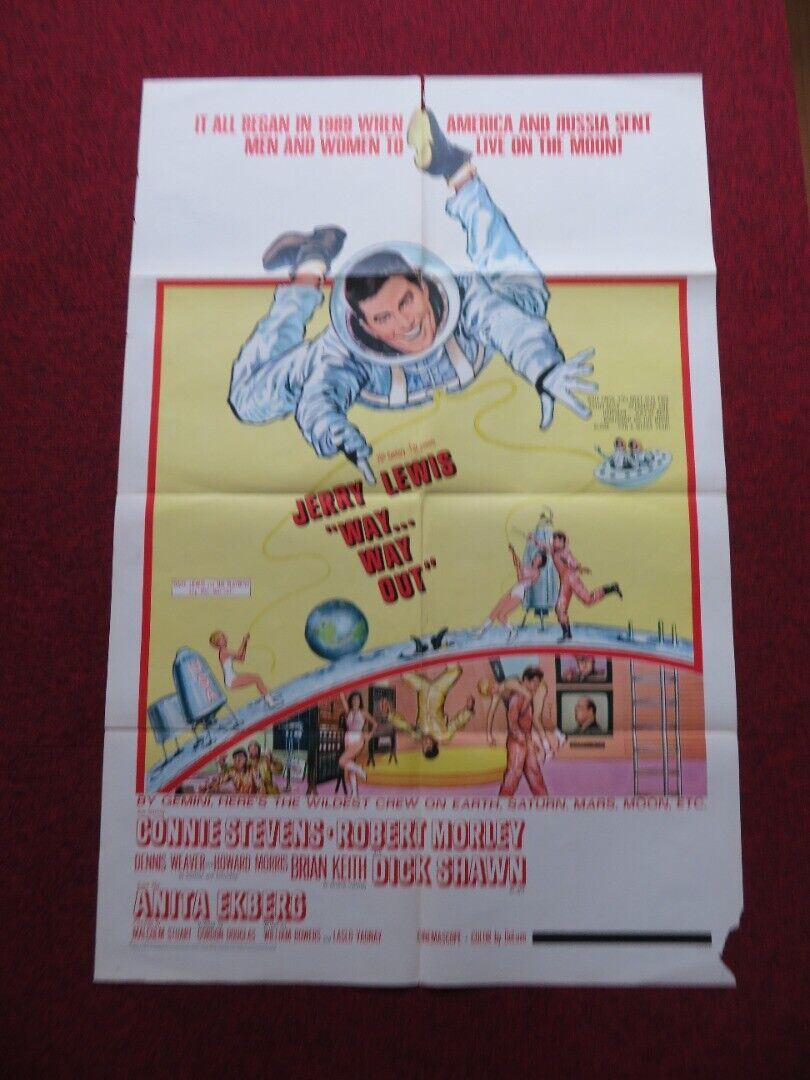 IT ALL BEGAN IN 1989 WHEN AMERICA AND RUSSIA SENT
MEN AND WOMEN TO LIVE ON THE MOON!
JERRY LEWIS
"WAY...
WAY
OUT"
BY GEMINI, HERE'S THE WILDEST CREW ON EARTH, SATURN, MARS, MOON, ETC.
CONNIE STEVENS · ROBERT MORLEY
DENNIS WEAVER HOWARD MORRIS BRIAN KEITH DICK SHAWN
ANITA EKBERG
MALCOLM STUART GORDON DOUGLAS WILLIAM BOWERS and LASLO VADNAY CINEMASCOPE · COLOR by DeLuxe